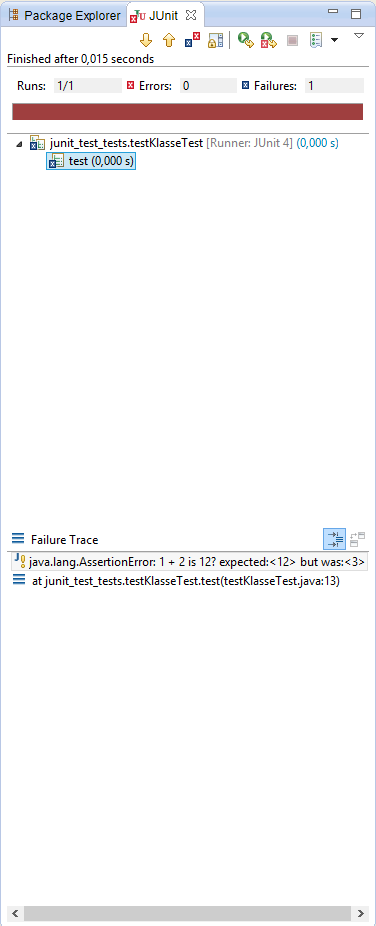 Package Explorer JUnit
Finished after 0,015 seconds
Runs: 1/1 Errors: 0 Failures: 1
junit_test_tests.testKlasseTest [Runner: JUnit 4] (0,000 s)
test (0,000 s)
Failure Trace
java.lang.AssertionError: 1 + 2 is 12? expected:<12> but was:<3>
at junit_test_tests.testKlasseTest.test(testKlasseTest.java:13)